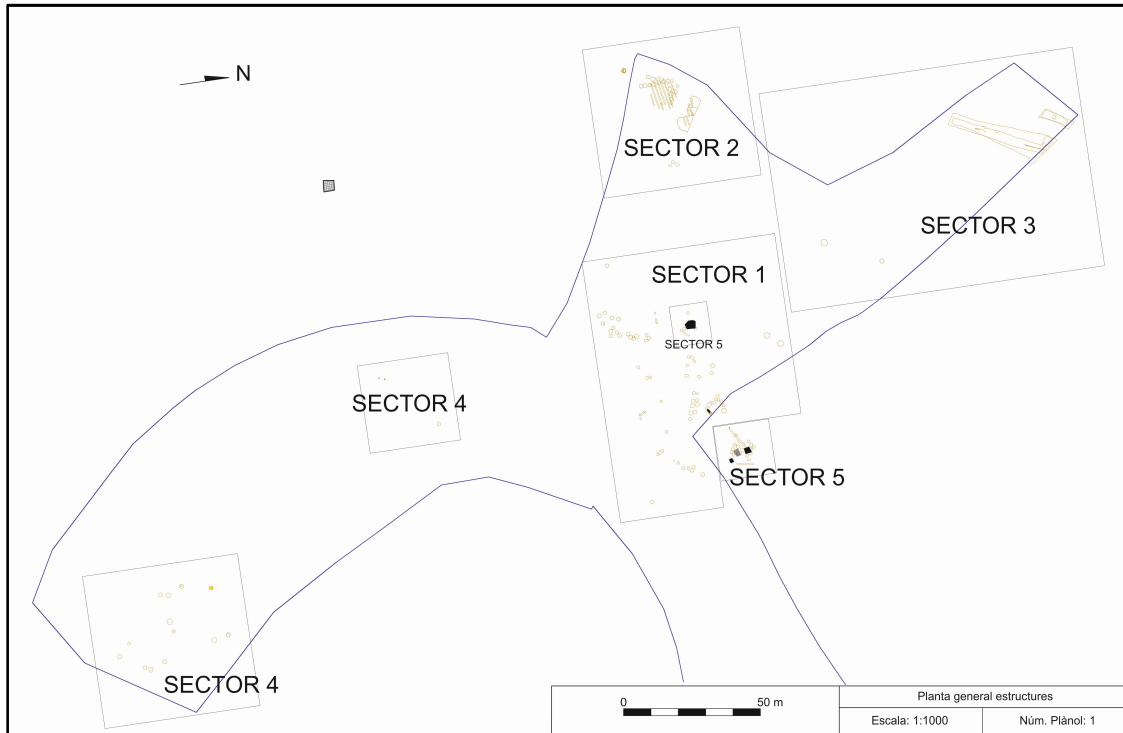 N
SECTOR 2
SECTOR 3
SECTOR 1
SECTOR 5
SECTOR 4
SECTOR 5
SECTOR 4
0 50 m
Planta general estructures
Escala: 1:1000
Núm. Plànol: 1